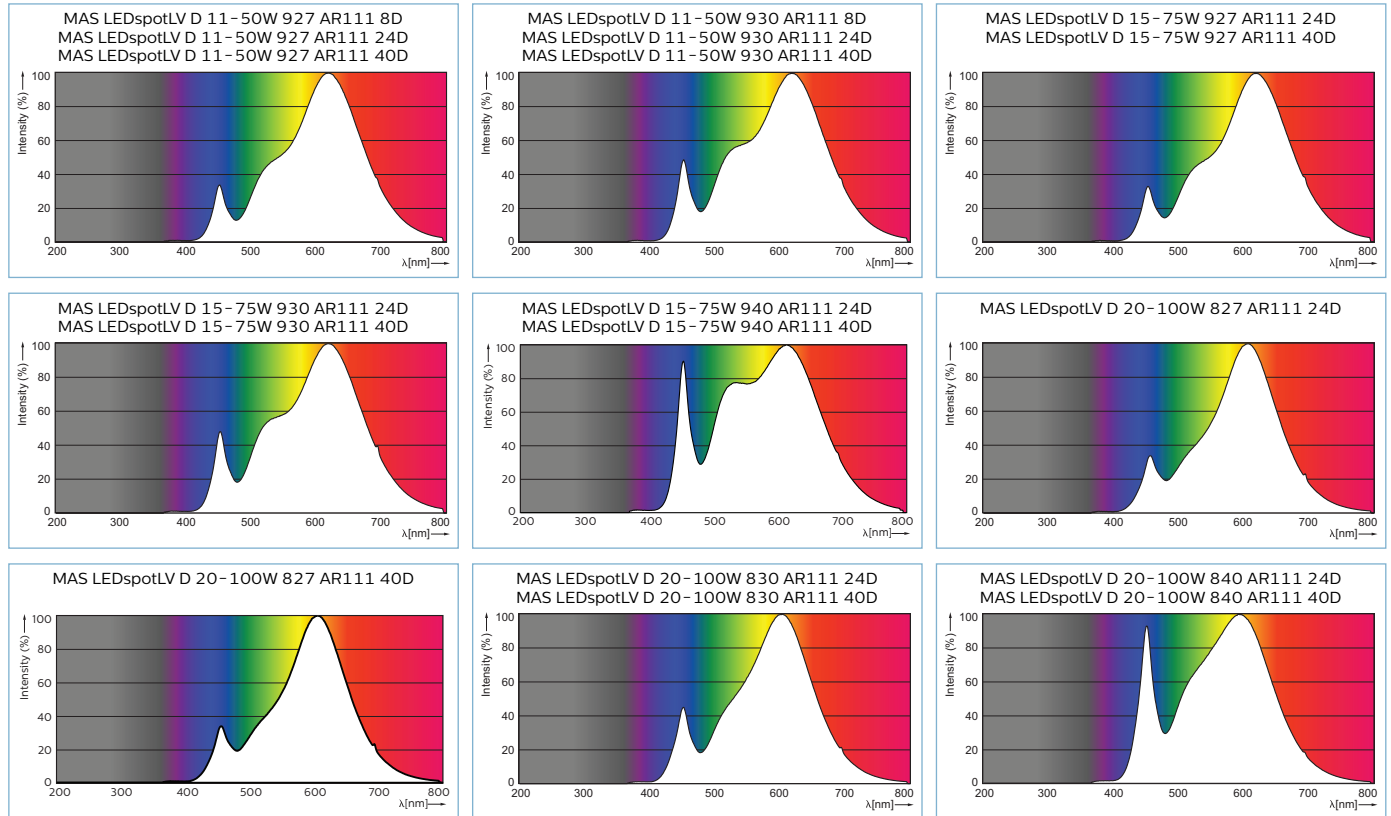 MAS LEDspotLV D 11-50W 927 AR111 8D
MAS LEDspotLV D 11-50W 927 AR111 24D
MAS LEDspotLV D 11-50W 927 AR111 40D
Intensity (%)
100
80
60
40
20
0
200 300 400 500 600 700 800
λ[nm]
MAS LEDspotLV D 11-50W 930 AR111 8D
MAS LEDspotLV D 11-50W 930 AR111 24D
MAS LEDspotLV D 11-50W 930 AR111 40D
Intensity (%)
100
80
60
40
20
0
200 300 400 500 600 700 800
λ[nm]
MAS LEDspotLV D 15-75W 927 AR111 24D
MAS LEDspotLV D 15-75W 927 AR111 40D
Intensity (%)
100
80
60
40
20
0
200 300 400 500 600 700 800
λ[nm]
MAS LEDspotLV D 15-75W 930 AR111 24D
MAS LEDspotLV D 15-75W 930 AR111 40D
Intensity (%)
100
80
60
40
20
0
200 300 400 500 600 700 800
λ[nm]
MAS LEDspotLV D 15-75W 940 AR111 24D
MAS LEDspotLV D 15-75W 940 AR111 40D
Intensity (%)
100
80
60
40
20
0
200 300 400 500 600 700 800
λ[nm]
MAS LEDspotLV D 20-100W 827 AR111 24D
Intensity (%)
100
80
60
40
20
0
200 300 400 500 600 700 800
λ[nm]
MAS LEDspotLV D 20-100W 827 AR111 40D
Intensity (%)
100
80
60
40
20
0
200 300 400 500 600 700 800
λ[nm]
MAS LEDspotLV D 20-100W 830 AR111 24D
MAS LEDspotLV D 20-100W 830 AR111 40D
Intensity (%)
100
80
60
40
20
0
200 300 400 500 600 700 800
λ[nm]
MAS LEDspotLV D 20-100W 840 AR111 24D
MAS LEDspotLV D 20-100W 840 AR111 40D
Intensity (%)
100
80
60
40
20
0
200 300 400 500 600 700 800
λ[nm]